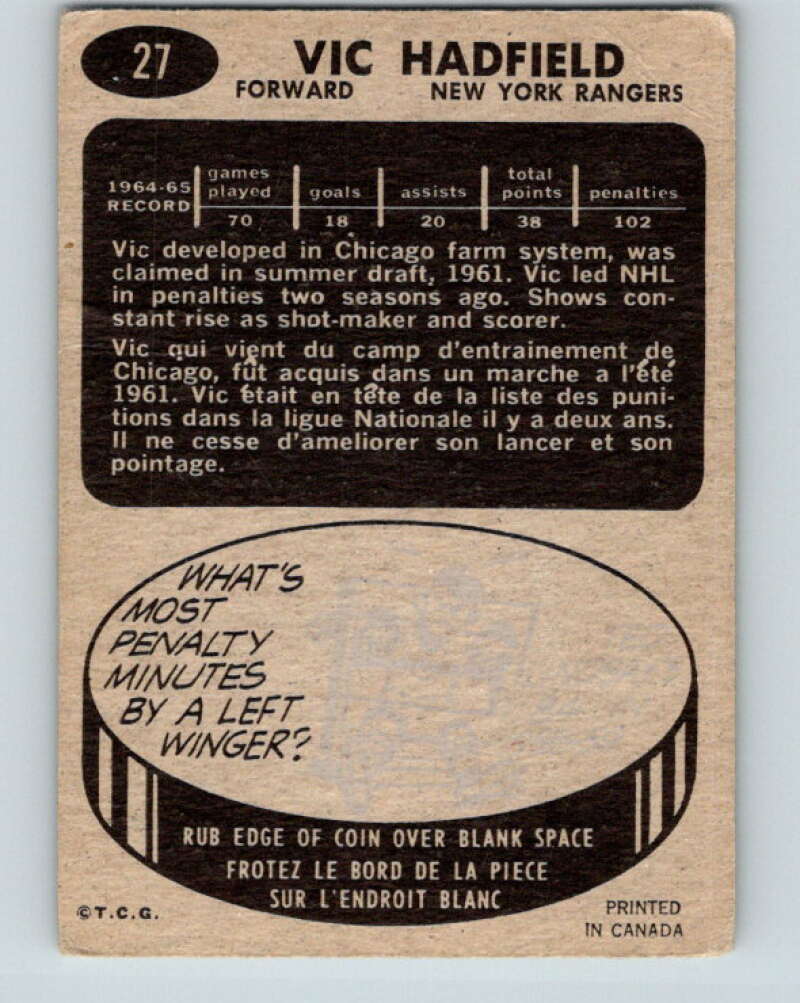 27
VIC HADFIELD
FORWARD NEW YORK RANGERS
1964-65 RECORD games played goals assists total points penalties
70 18 20 38 102
Vic developed in Chicago farm system, was
claimed in summer draft, 1961. Vic led NHL
in penalties two seasons ago. Shows con-
stant rise as shot-maker and scorer.
Vic qui vient du camp d'entrainement de
Chicago, fût acquis dans un marche a l'été
1961. Vic était en tête de la liste des puni-
tions dans la ligue Nationale il y a deux ans.
Il ne cesse d'ameliorer son lancer et son
pointage.
WHAT'S
MOST
PENALTY
MINUTES
BY A LEFT
WINGER?
RUB EDGE OF COIN OVER BLANK SPACE
FROTEZ LE BORD DE LA PIECE
SUR L'ENDROIT BLANC
©T.C.G.
PRINTED
IN CANADA